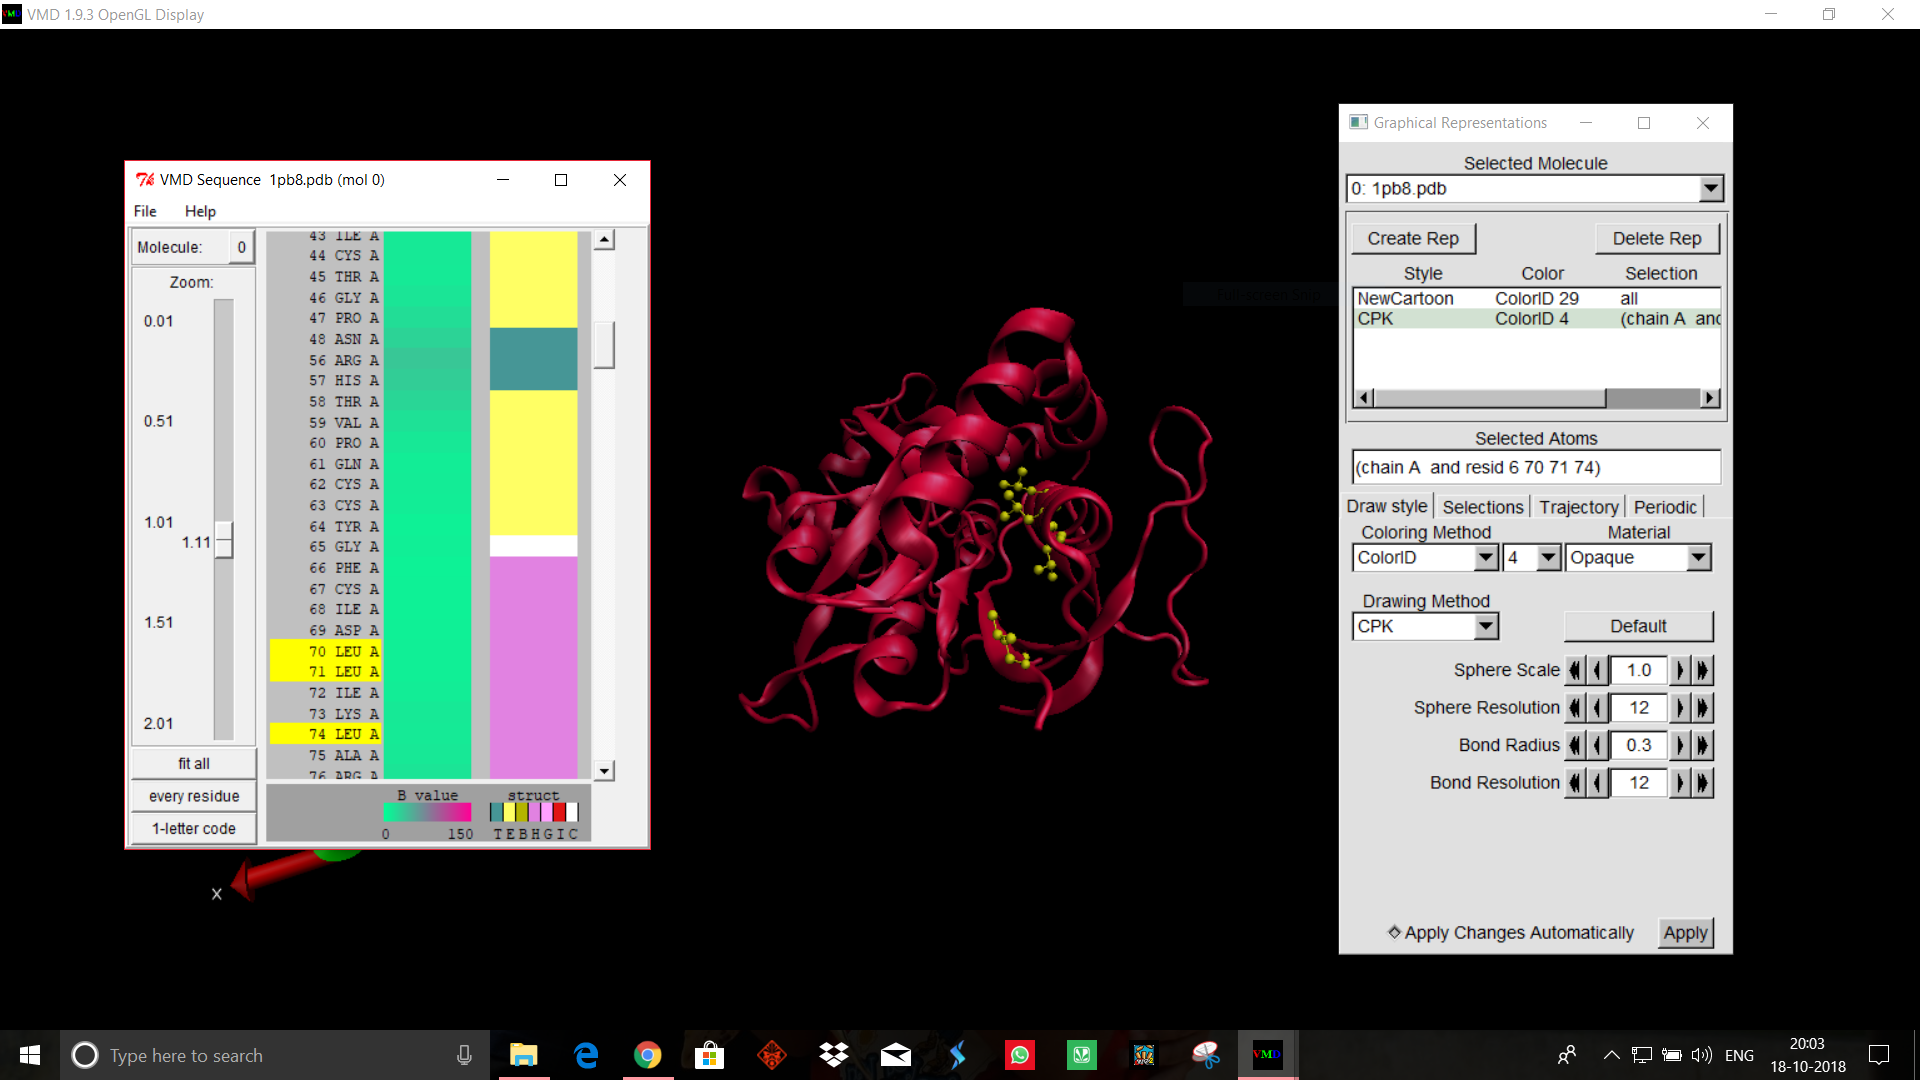 VMD 1.9.3 OpenGL Display
VMD Sequence 1pb8.pdb (mol 0)
File Help
Molecule: 0
Zoom:
0.01
0.51
1.01
1.11
1.51
2.01
fit all
every residue
1-letter code
43 ILE A
44 CYS A
45 THR A
46 GLY A
47 PRO A
48 ASN A
56 ARG A
57 HIS A
58 THR A
59 VAL A
60 PRO A
61 GLN A
62 CYS A
63 CYS A
64 TYR A
65 GLY A
66 PHE A
67 CYS A
68 ILE A
69 ASP A
70 LEU A
71 LEU A
72 ILE A
73 LYS A
74 LEU A
75 ALA A
76 ARG A
B value struct
0 150 T E B H G I C
x
Full-screen Snip
Graphical Representations
Selected Molecule
0: 1pb8.pdb
Create Rep Delete Rep
Style Color Selection
NewCartoon ColorID 29 all
CPK ColorID 4 (chain A and
Selected Atoms
(chain A and resid 6 70 71 74)
Draw style Selections Trajectory Periodic
Coloring Method Material
ColorID 4 Opaque
Drawing Method
CPK Default
Sphere Scale 1.0
Sphere Resolution 12
Bond Radius 0.3
Bond Resolution 12
Apply Changes Automatically Apply
Type here to search
VMD
ENG
20:03
18-10-2018